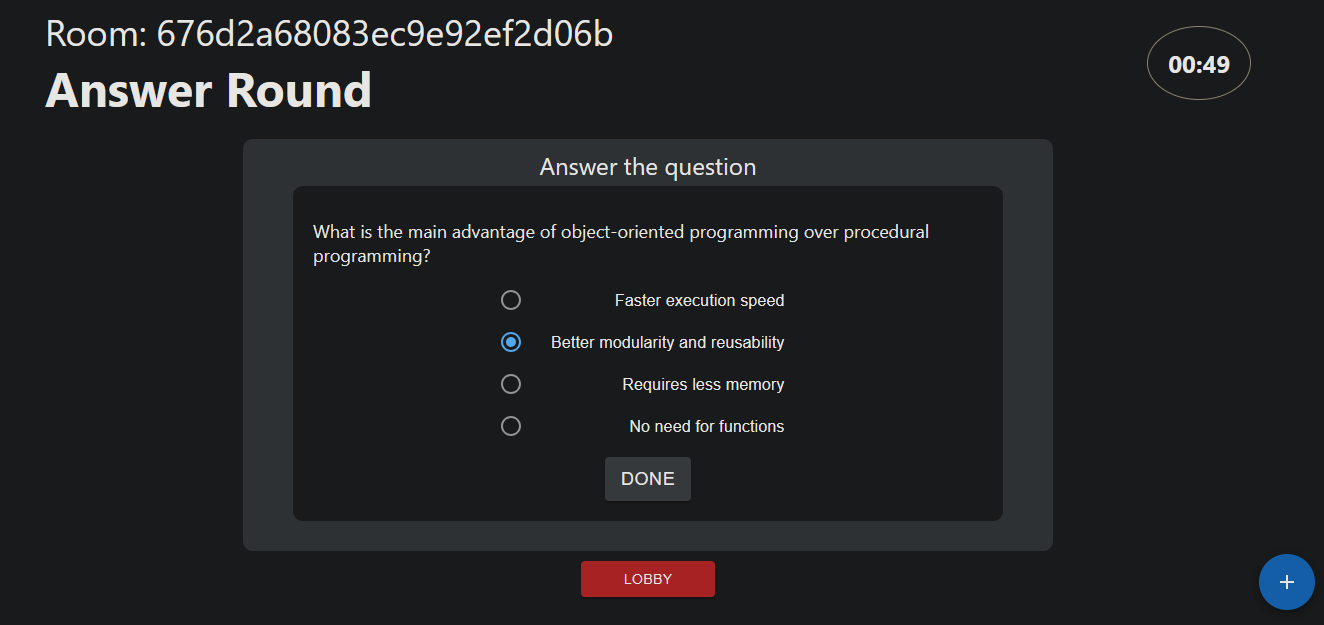 Room: 676d2a68083ec9e92ef2d06b
Answer Round
00:49
Answer the question
What is the main advantage of object-oriented programming over procedural
programming?
Faster execution speed
Better modularity and reusability
Requires less memory
No need for functions
DONE
LOBBY
+